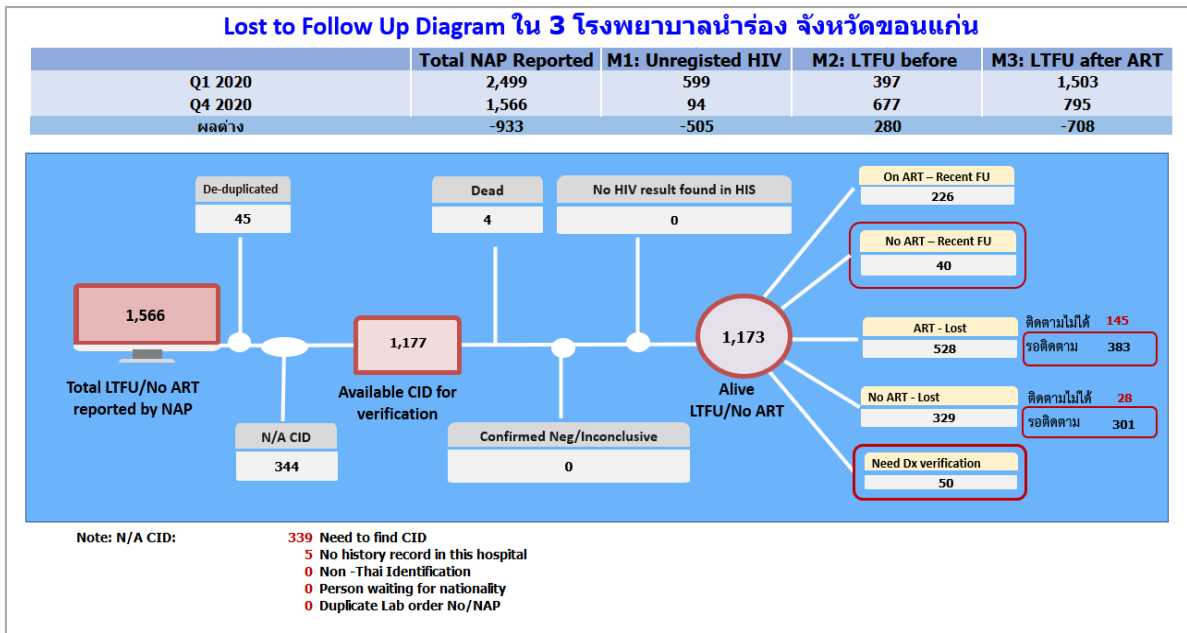 Lost to Follow Up Diagram ใน 3 โรงพยาบาลนำร่อง จังหวัดขอนแก่น
Total NAP Reported M1: Unregisted HIV M2: LTFU before M3: LTFU after ART
Q1 2020 2,499 599 397 1,503
Q4 2020 1,566 94 677 795
ผลต่าง -933 -505 280 -708
De-duplicated
45
Dead
4
No HIV result found in HIS
0
On ART – Recent FU
226
No ART – Recent FU
40
1,566
Total LTFU/No ART
reported by NAP
1,177
Available CID for
verification
1,173
Alive
LTFU/No ART
ART - Lost
528
ติดตามไม่ได้ 145
รอติดตาม 383
No ART - Lost
329
ติดตามไม่ได้ 28
รอติดตาม 301
N/A CID
344
Confirmed Neg/Inconclusive
0
Need Dx verification
50
Note: N/A CID: 339 Need to find CID
5 No history record in this hospital
0 Non -Thai Identification
0 Person waiting for nationality
0 Duplicate Lab order No/NAP